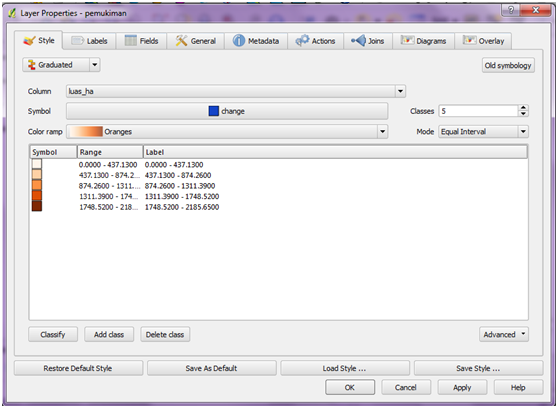 Layer Properties - pemukiman
Style Labels Fields General Metadata Actions Joins Diagrams Overlay
Graduated Old symbology
Column luas_ha
Symbol change Classes 5
Color ramp Oranges Mode Equal Interval
Symbol Range Label
0.0000 - 437.1300 0.0000 - 437.1300
437.1300 - 874.2... 437.1300 - 874.2600
874.2600 - 1311.... 874.2600 - 1311.3900
1311.3900 - 174... 1311.3900 - 1748.5200
1748.5200 - 218... 1748.5200 - 2185.6500
Classify Add class Delete class Advanced
Restore Default Style Save As Default Load Style ... Save Style ...
OK Cancel Apply Help